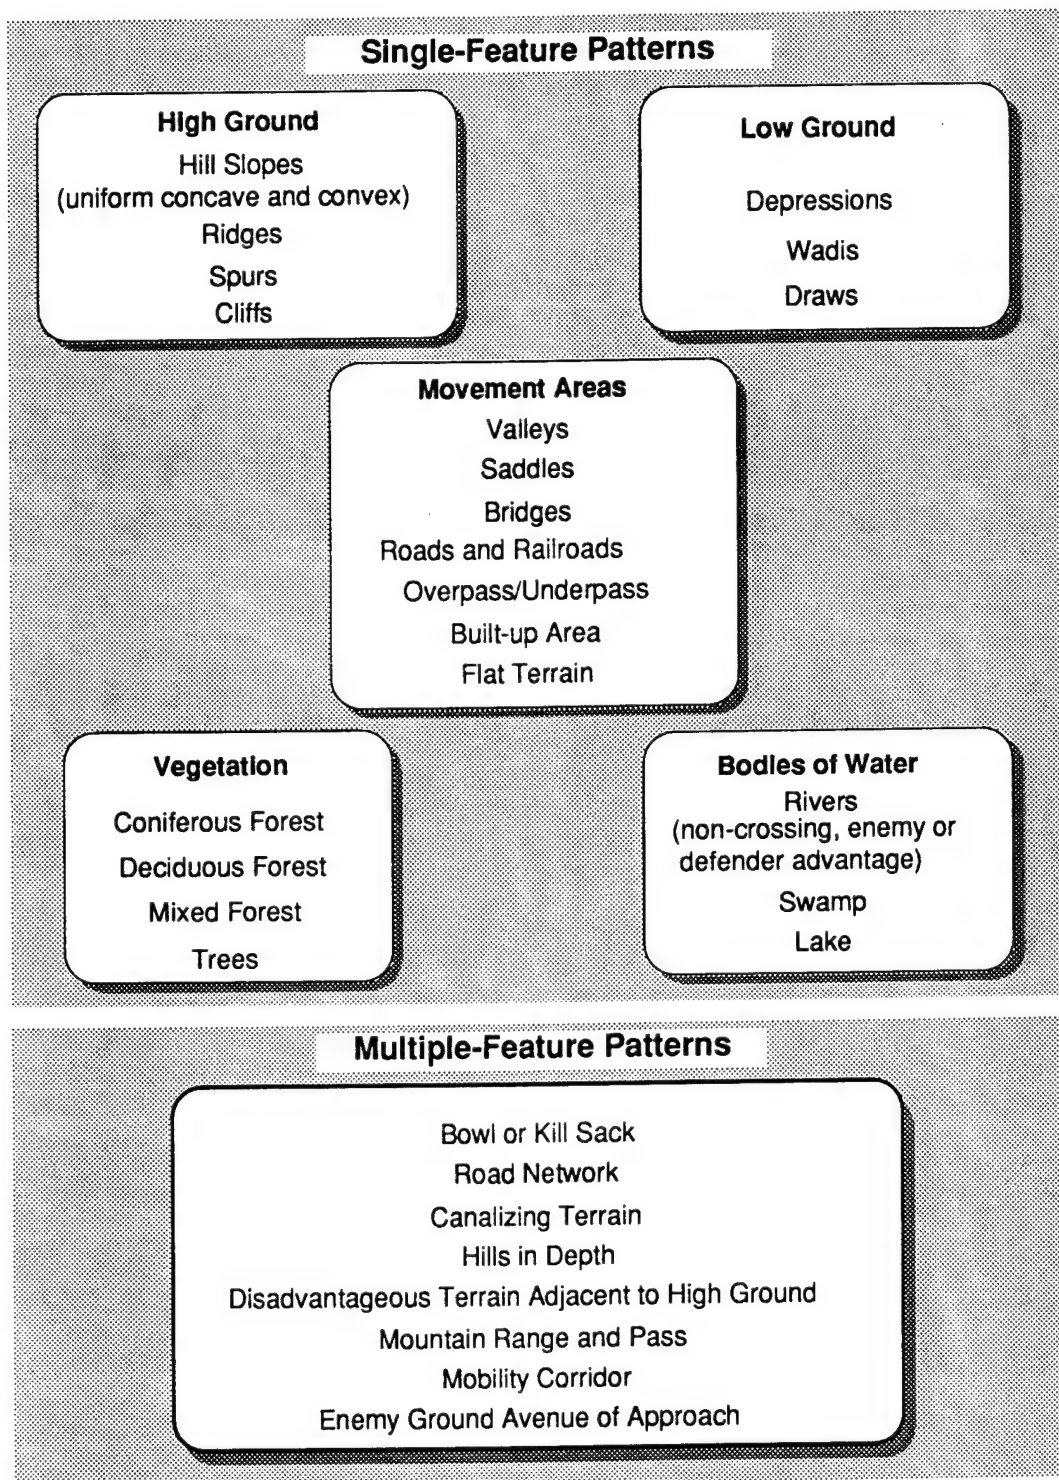 Single-Feature Patterns
High Ground
Hill Slopes
(uniform concave and convex)
Ridges
Spurs
Cliffs
Low Ground
Depressions
Wadis
Draws
Movement Areas
Valleys
Saddles
Bridges
Roads and Railroads
Overpass/Underpass
Built-up Area
Flat Terrain
Vegetation
Coniferous Forest
Deciduous Forest
Mixed Forest
Trees
Bodies of Water
Rivers
(non-crossing, enemy or
defender advantage)
Swamp
Lake
Multiple-Feature Patterns
Bowl or Kill Sack
Road Network
Canalizing Terrain
Hills in Depth
Disadvantageous Terrain Adjacent to High Ground
Mountain Range and Pass
Mobility Corridor
Enemy Ground Avenue of Approach